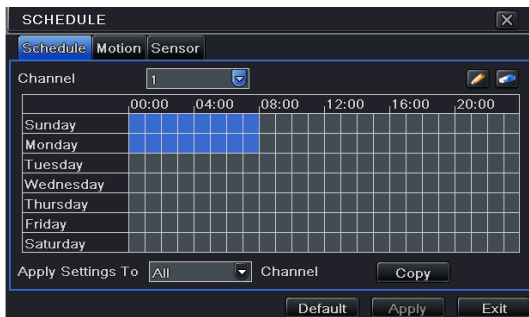 SCHEDULE
Schedule Motion Sensor
Channel 1
00:00 04:00 08:00 12:00 16:00 20:00
Sunday
Monday
Tuesday
Wednesday
Thursday
Friday
Saturday
Apply Settings To All Channel Copy
Default Apply Exit